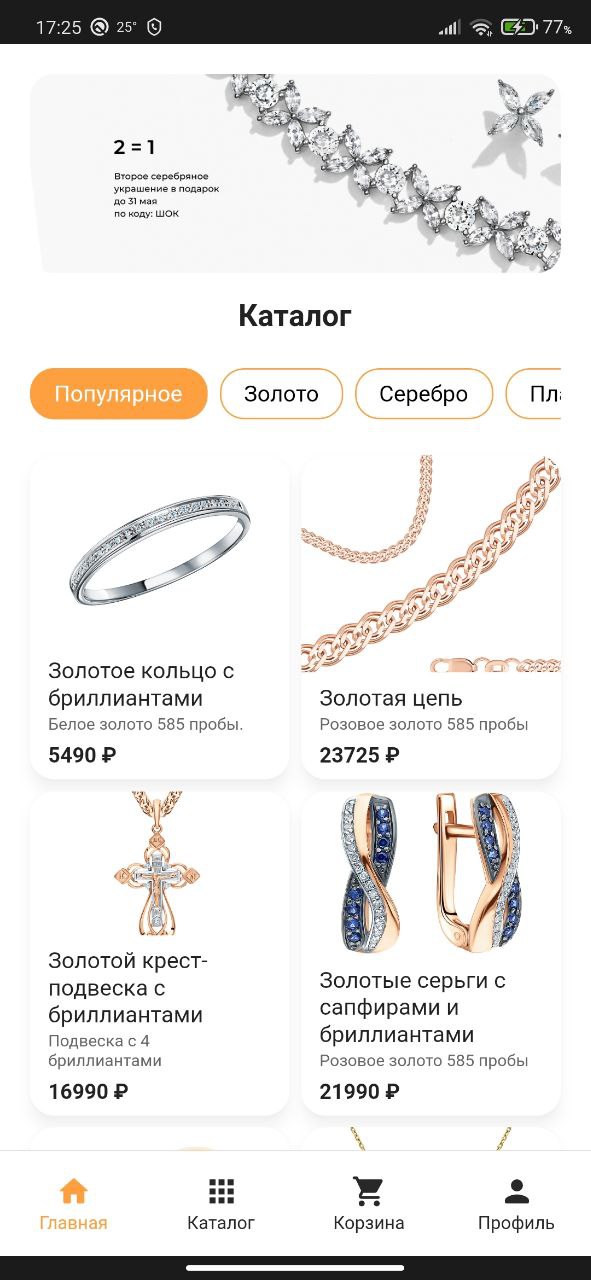 17:25 25° 77%
2 = 1
Второе серебряное
украшение в подарок
до 31 мая
по коду: ШОК
Каталог
Популярное Золото Серебро
Золотое кольцо с
бриллиантами
Белое золото 585 пробы.
5490 ₽
Золотая цепь
Розовое золото 585 пробы
23725 ₽
Золотой крест-
подвеска с
бриллиантами
Подвеска с 4
бриллиантами
16990 ₽
Золотые серьги с
сапфирами и
бриллиантами
Розовое золото 585 пробы
21990 ₽
Главная Каталог Корзина Профиль